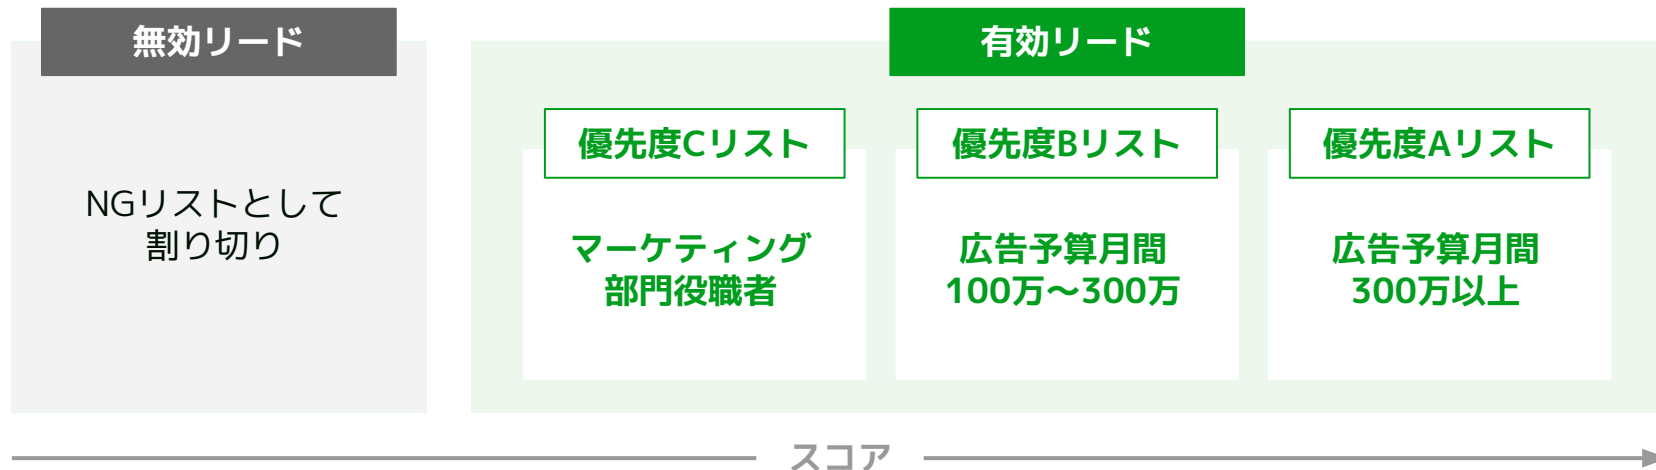 無効リード
NGリストとして
割り切り
有効リード
優先度Cリスト
マーケティング
部門役職者
優先度Bリスト
広告予算月間
100万〜300万
優先度Aリスト
広告予算月間
300万以上
スコア